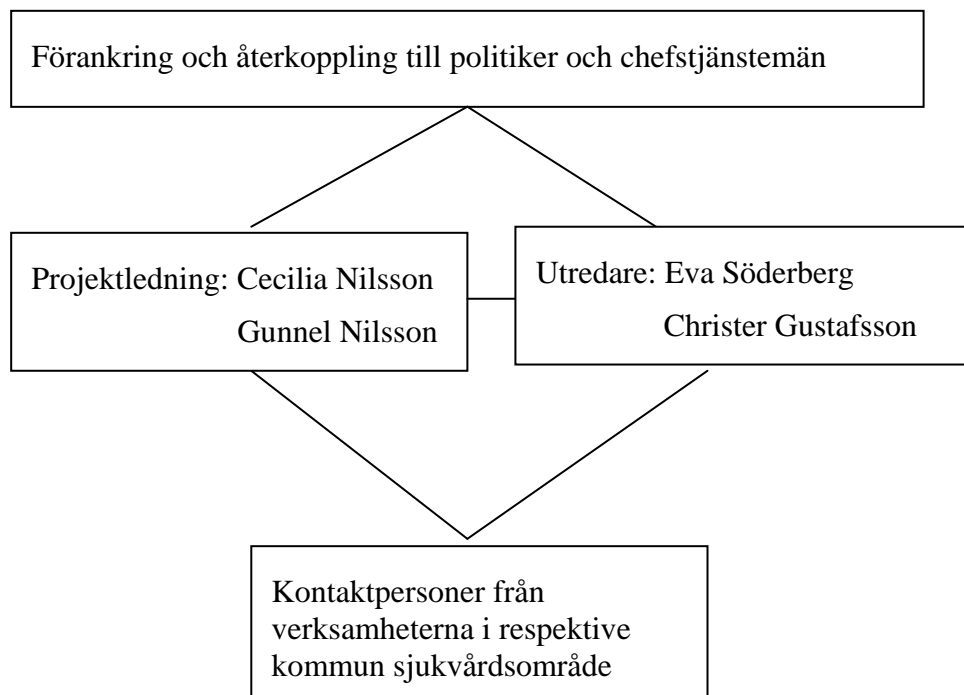 Förankring och återkoppling till politiker och chefstjänstemän
Projektledning: Cecilia Nilsson
Gunnel Nilsson
Utredare: Eva Söderberg
Christer Gustafsson
Kontaktpersoner från
verksamheterna i respektive
kommun sjukvårdsområde